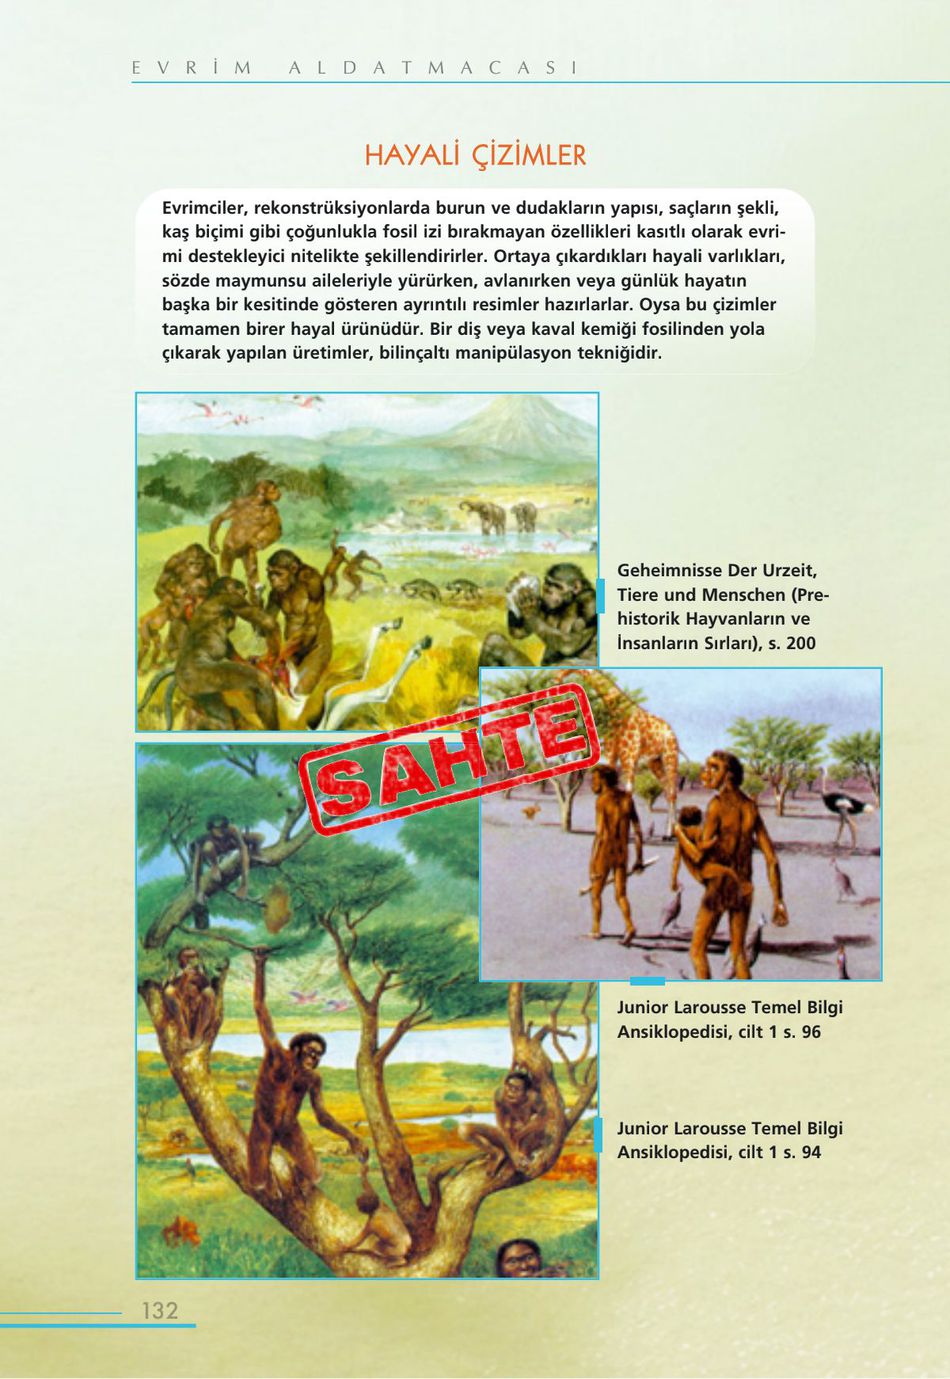 EVRİM ALDATMACASI
HAYALİ ÇİZİMLER
Evrimciler, rekonstrüksiyonlarda burun ve dudakların yapısı, saçların şekli,
kaş biçimi gibi çoğunlukla fosil izi bırakmayan özellikleri kasıtlı olarak evri-
mi destekleyici nitelikte şekillendirirler. Ortaya çıkardıkları hayali varlıkları,
sözde maymunsu aileleriyle yürürken, avlanırken veya günlük hayatın
başka bir kesitinde gösteren ayrıntılı resimler hazırlarlar. Oysa bu çizimler
tamamen birer hayal ürünüdür. Bir diş veya kaval kemiği fosilinden yola
çıkarak yapılan üretimler, bilinçaltı manipülasyon tekniğidir.
Geheimnisse Der Urzeit,
Tiere und Menschen (Pre-
historik Hayvanların ve
İnsanların Sırları), s. 200
SAHTE
Junior Larousse Temel Bilgi
Ansiklopedisi, cilt 1 s. 96
Junior Larousse Temel Bilgi
Ansiklopedisi, cilt 1 s. 94
132